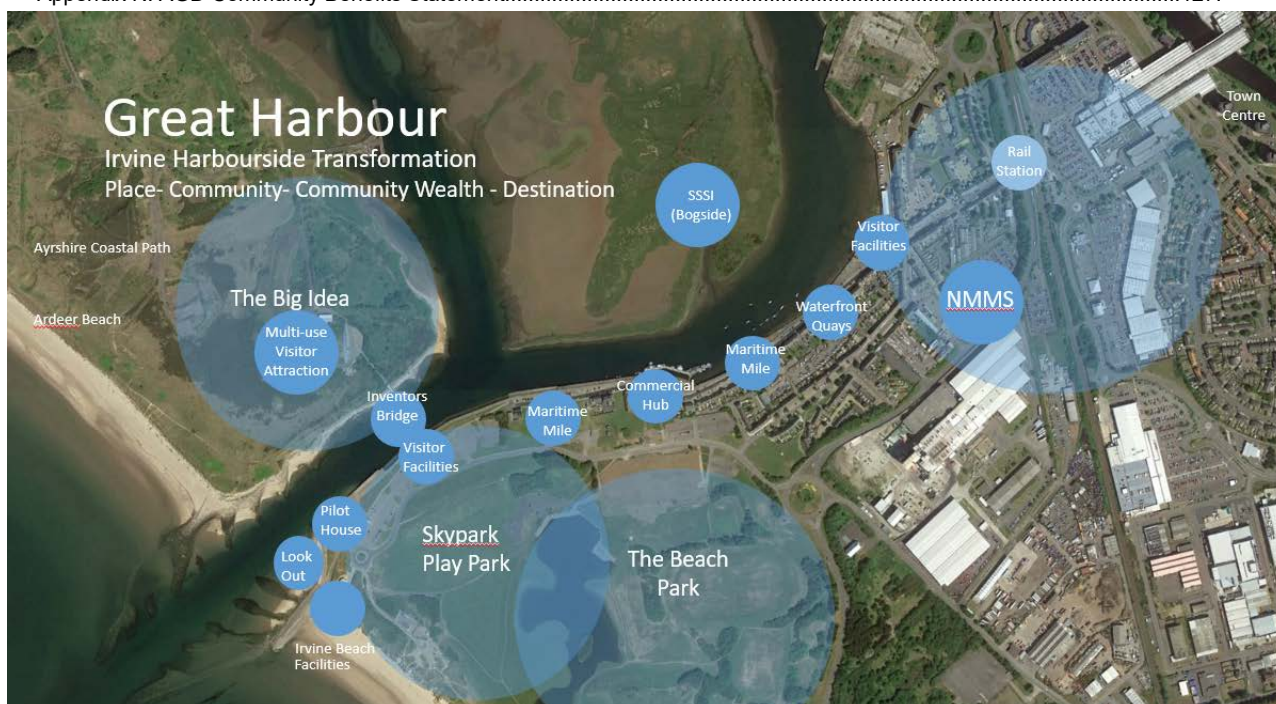 Great Harbour
Irvine Harbourside Transformation
Place- Community- Community Wealth - Destination
Town
Centre
Rail
Station
SSSI
(Bogside)
Visitor
Facilities
Ayrshire Coastal Path
The Big Idea
NMMS
Waterfront
Quays
Ardeer Beach
Multi-use
Visitor
Attraction
Maritime
Mile
Commercial
Hub
Inventors
Bridge
Maritime
Mile
Visitor
Facilities
Pilot
House
Skypark
Play Park
The Beach
Park
Look
Out
Irvine Beach
Facilities